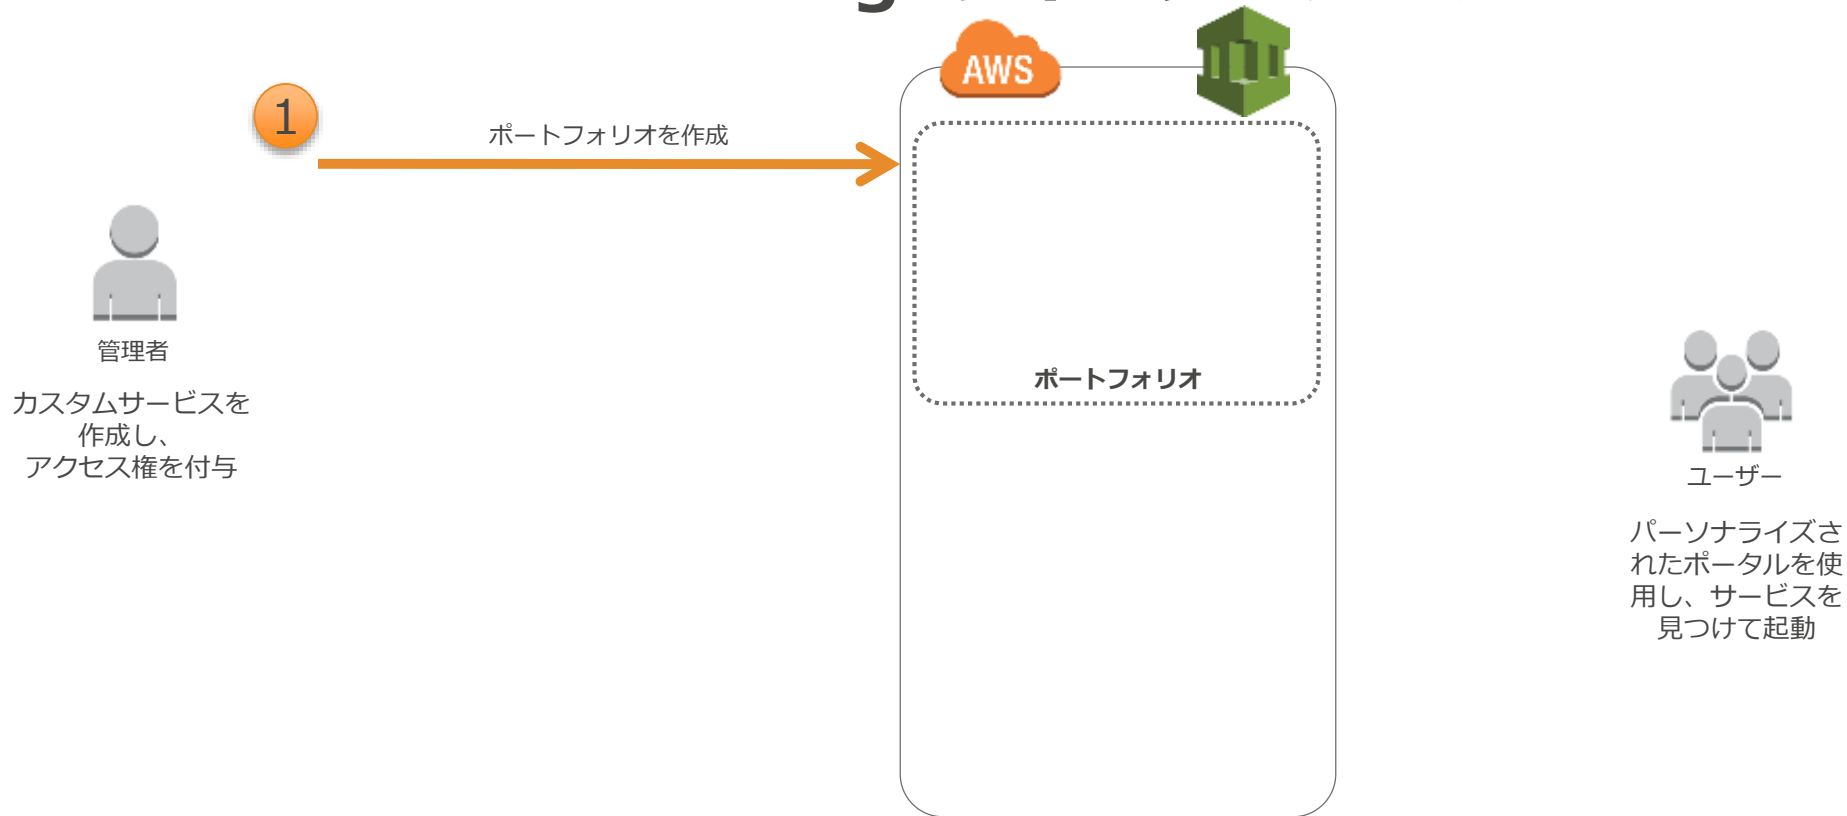 AWS
1
ポートフォリオを作成
管理者
カスタムサービスを
作成し、
アクセス権を付与
ポートフォリオ
ユーザー
パーソナライズさ
れたポータルを使
用し、サービスを
見つけて起動